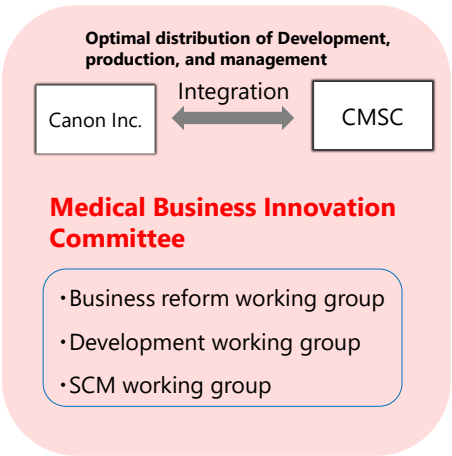 Optimal distribution of Development,
production, and management
Integration
Canon Inc.
CMSC
Medical Business Innovation
Committee
・Business reform working group
・Development working group
・SCM working group